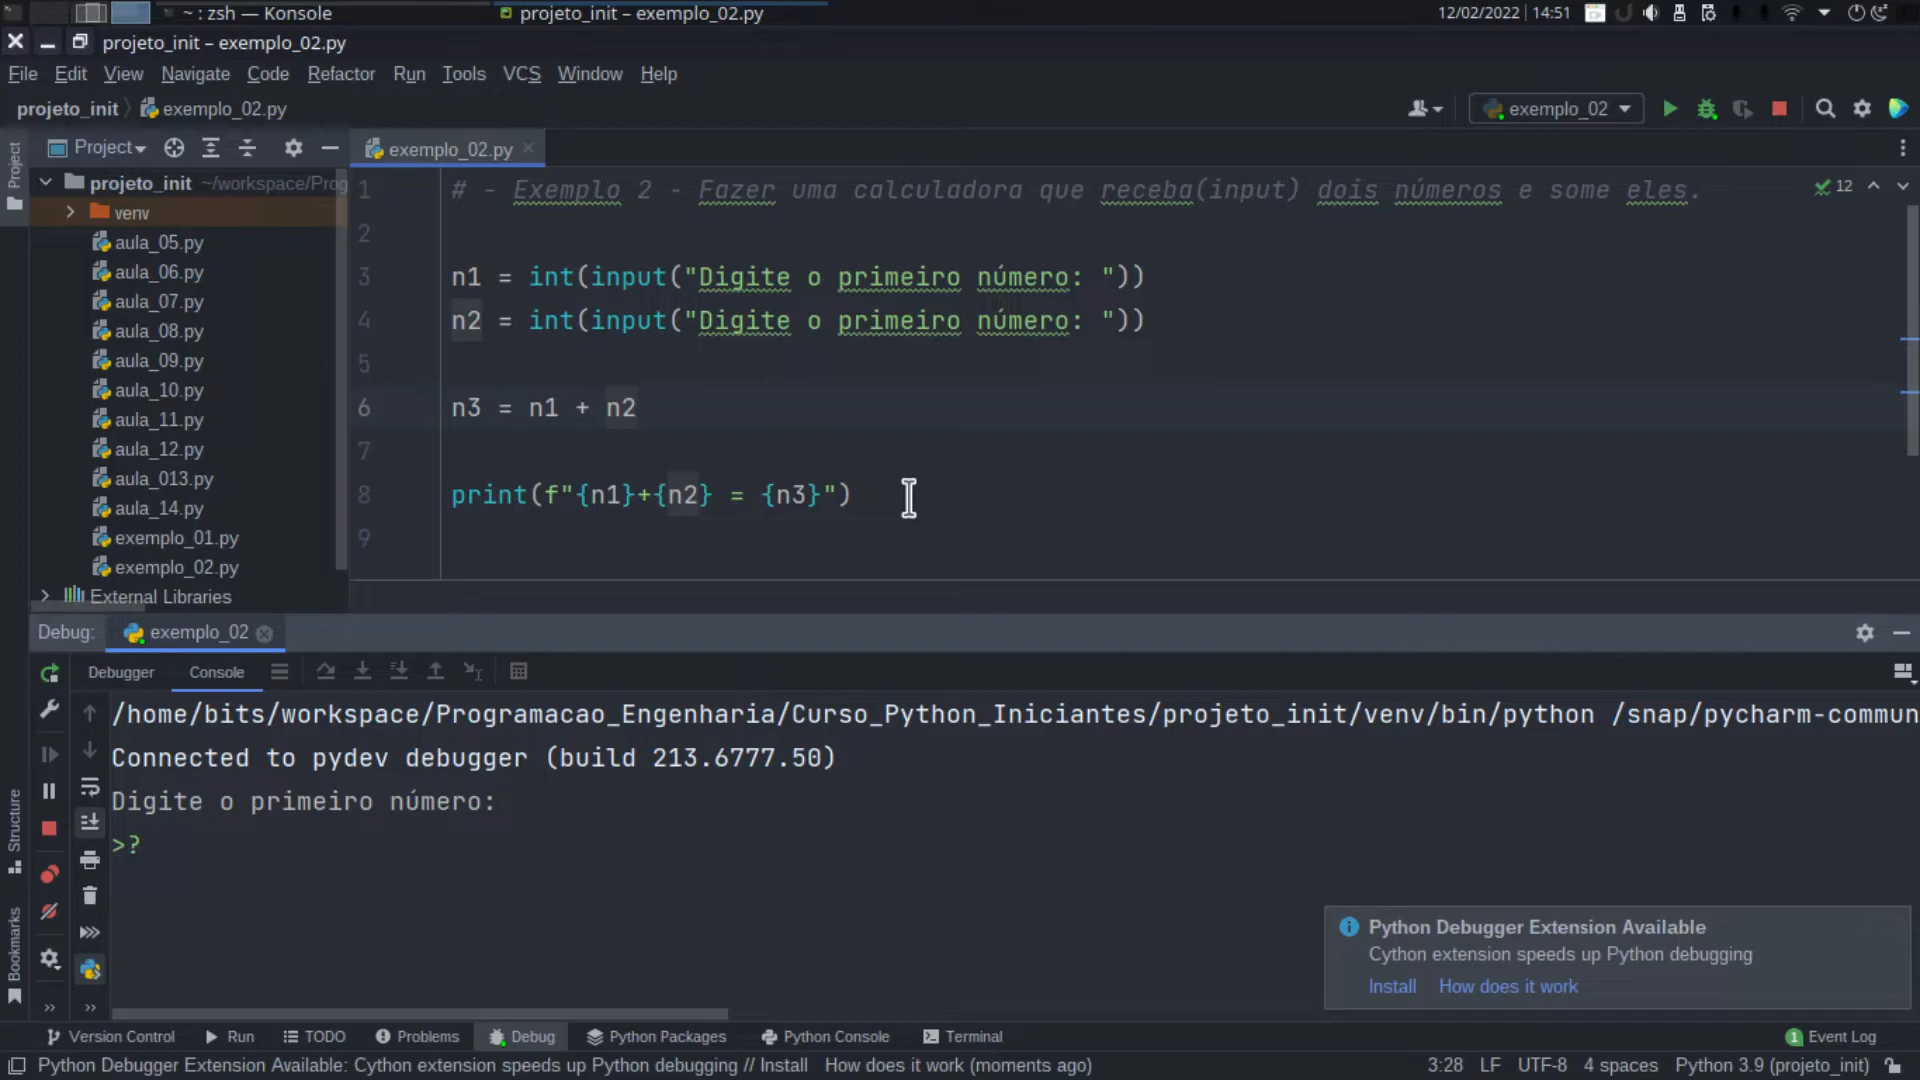 ~ : zsh — Konsole
projeto_init – exemplo_02.py
12/02/2022 | 14:51
projeto_init – exemplo_02.py
File Edit View Navigate Code Refactor Run Tools VCS Window Help
projeto_init exemplo_02.py
exemplo_02
Project
exemplo_02.py
Project
projeto_init ~/workspace/Prog
venv
aula_05.py
aula_06.py
aula_07.py
aula_08.py
aula_09.py
aula_10.py
aula_11.py
aula_12.py
aula_013.py
aula_14.py
exemplo_01.py
exemplo_02.py
External Libraries
1 # - Exemplo 2 - Fazer uma calculadora que receba(input) dois números e some eles.
12
2
3 n1 = int(input("Digite o primeiro número: "))
4 n2 = int(input("Digite o primeiro número: "))
5
6 n3 = n1 + n2
7
8 print(f"{n1}+{n2} = {n3}")
9
Debug: exemplo_02
Debugger Console
/home/bits/workspace/Programacao_Engenharia/Curso_Python_Iniciantes/projeto_init/venv/bin/python /snap/pycharm-commun
Connected to pydev debugger (build 213.6777.50)
Digite o primeiro número:
>?
Structure
Bookmarks
Python Debugger Extension Available
Cython extension speeds up Python debugging
Install How does it work
Version Control Run TODO Problems Debug Python Packages Python Console Terminal
1 Event Log
Python Debugger Extension Available: Cython extension speeds up Python debugging // Install How does it work (moments ago)
3:28 LF UTF-8 4 spaces Python 3.9 (projeto_init)